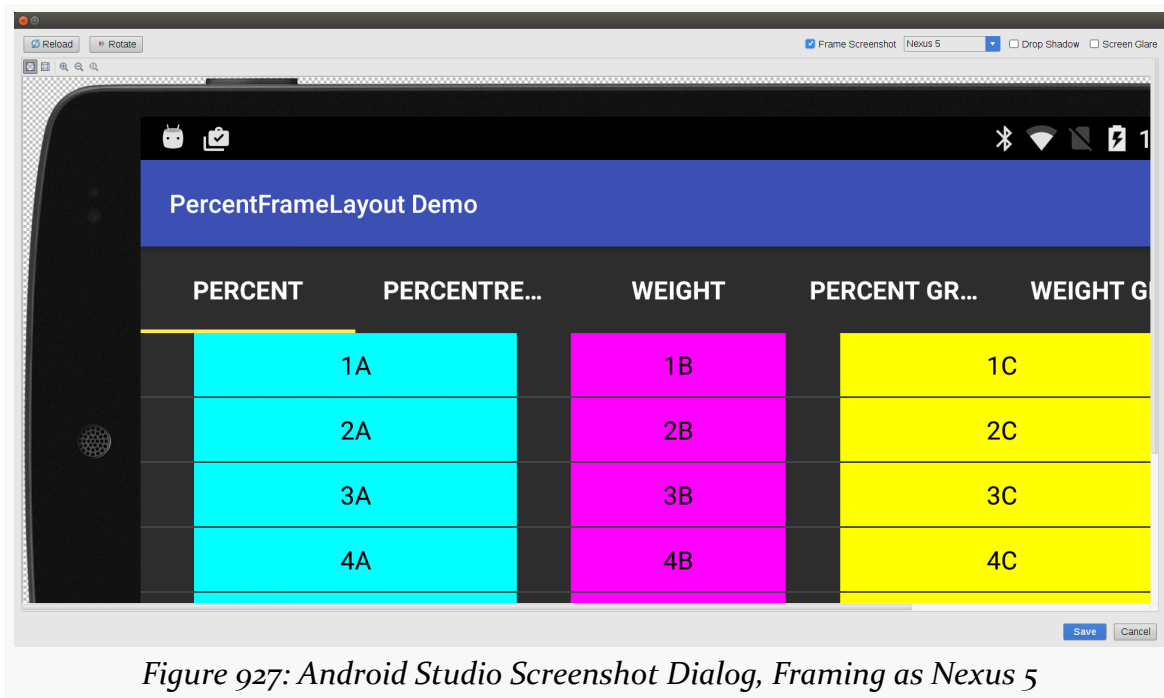 Reload Rotate Frame Screenshot Nexus 5 Drop Shadow Screen Glare
1
PercentFrameLayout Demo
PERCENT PERCENTRE... WEIGHT PERCENT GR... WEIGHT G
1A 1B 1C
2A 2B 2C
3A 3B 3C
4A 4B 4C
Save Cancel
Figure 927: Android Studio Screenshot Dialog, Framing as Nexus 5